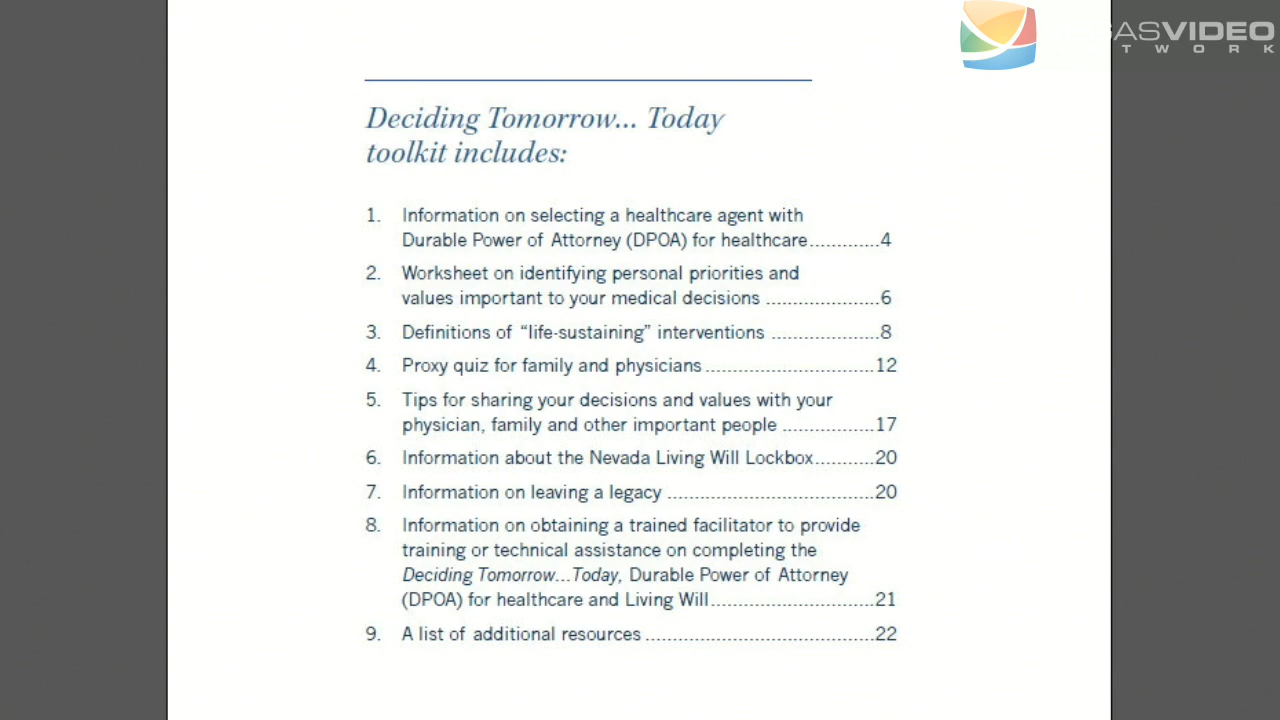 ASVIDEO
T W O R K
Deciding Tomorrow... Today
toolkit includes:
1. Information on selecting a healthcare agent with
Durable Power of Attorney (DPOA) for healthcare.............4
2. Worksheet on identifying personal priorities and
values important to your medical decisions .....................6
3. Definitions of “life-sustaining” interventions ....................8
4. Proxy quiz for family and physicians...............................12
5. Tips for sharing your decisions and values with your
physician, family and other important people .................17
6. Information about the Nevada Living Will Lockbox...........20
7. Information on leaving a legacy ......................................20
8. Information on obtaining a trained facilitator to provide
training or technical assistance on completing the
Deciding Tomorrow...Today, Durable Power of Attorney
(DPOA) for healthcare and Living Will..............................21
9. A list of additional resources ..........................................22